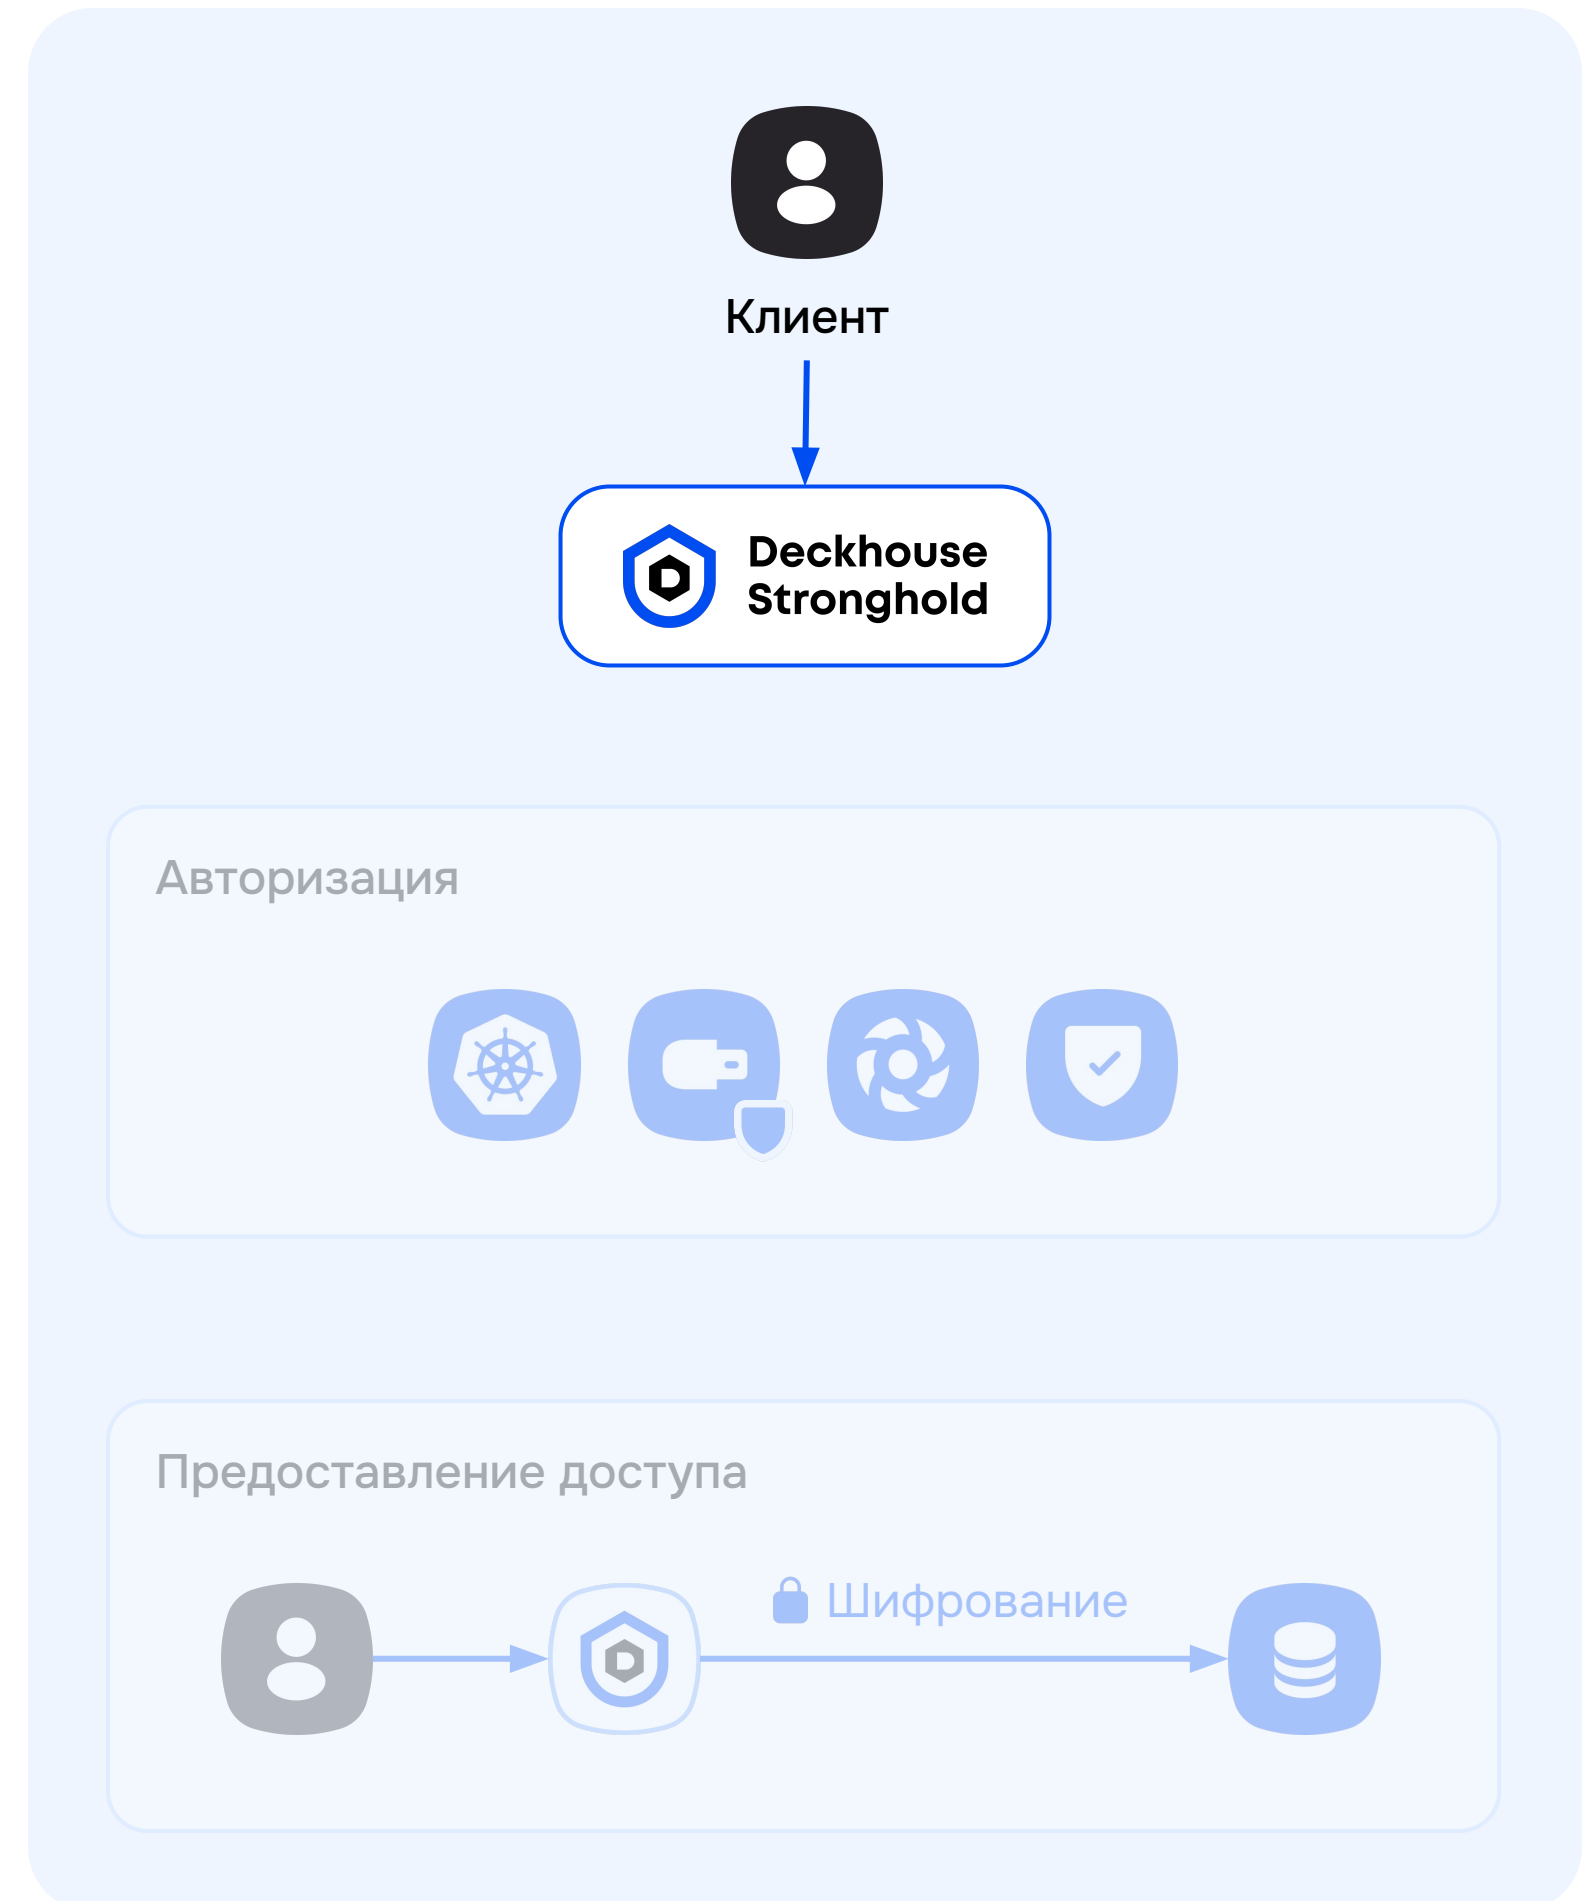 Клиент
Deckhouse
Stronghold
Авторизация
Предоставление доступа
Шифрование